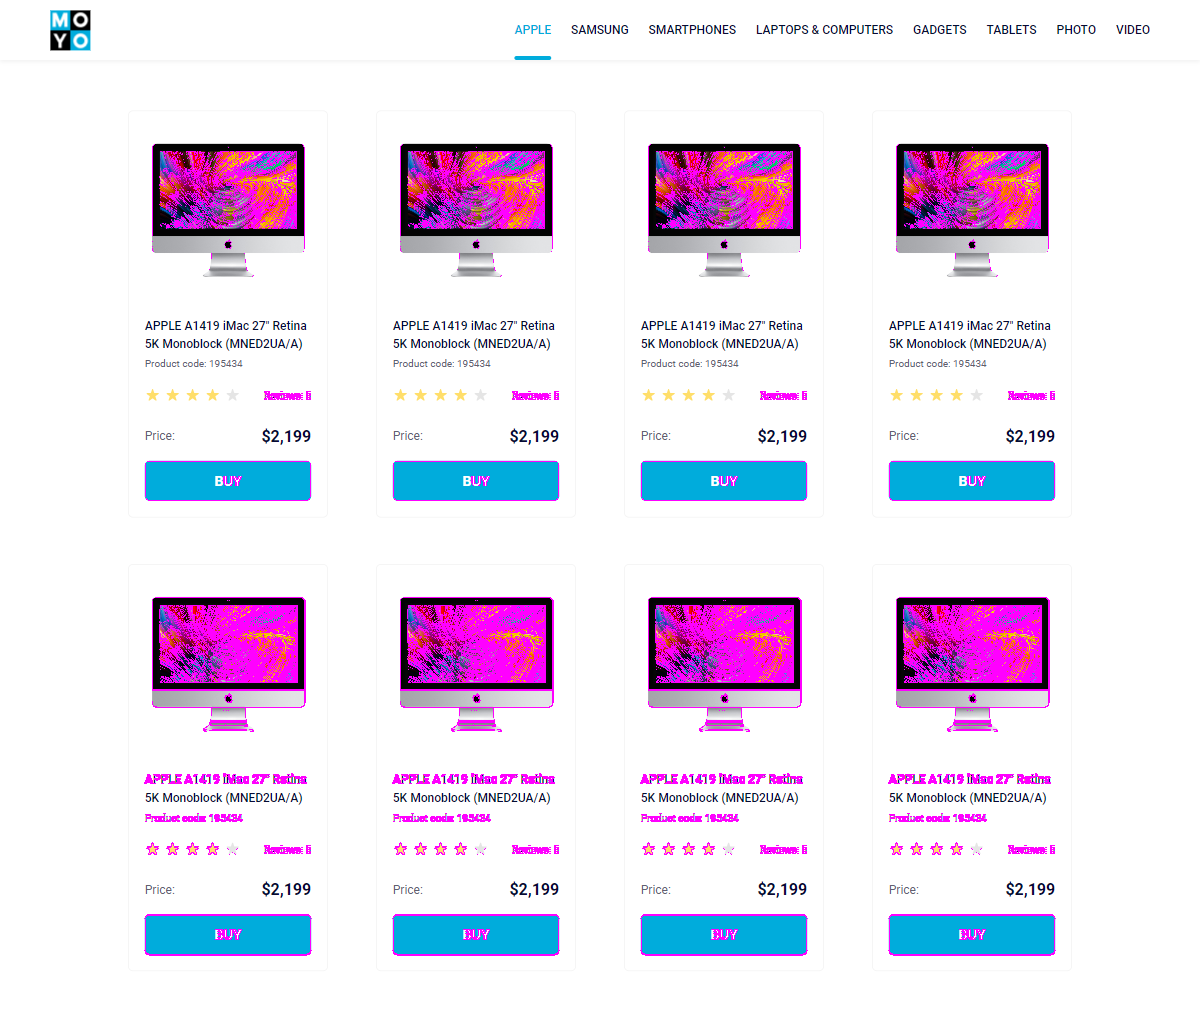 MO
YO
APPLE SAMSUNG SMARTPHONES LAPTOPS & COMPUTERS GADGETS TABLETS PHOTO VIDEO
APPLE A1419 iMac 27" Retina
5K Monoblock (MNED2UA/A)
Product code: 195434
Reviews: 5
Price: $2,199
BUY
APPLE A1419 iMac 27" Retina
5K Monoblock (MNED2UA/A)
Product code: 195434
Reviews: 5
Price: $2,199
BUY
APPLE A1419 iMac 27" Retina
5K Monoblock (MNED2UA/A)
Product code: 195434
Reviews: 5
Price: $2,199
BUY
APPLE A1419 iMac 27" Retina
5K Monoblock (MNED2UA/A)
Product code: 195434
Reviews: 5
Price: $2,199
BUY
APPLE A1419 iMac 27" Retina
5K Monoblock (MNED2UA/A)
Product code: 195434
Reviews: 5
Price: $2,199
BUY
APPLE A1419 iMac 27" Retina
5K Monoblock (MNED2UA/A)
Product code: 195434
Reviews: 5
Price: $2,199
BUY
APPLE A1419 iMac 27" Retina
5K Monoblock (MNED2UA/A)
Product code: 195434
Reviews: 5
Price: $2,199
BUY
APPLE A1419 iMac 27" Retina
5K Monoblock (MNED2UA/A)
Product code: 195434
Reviews: 5
Price: $2,199
BUY